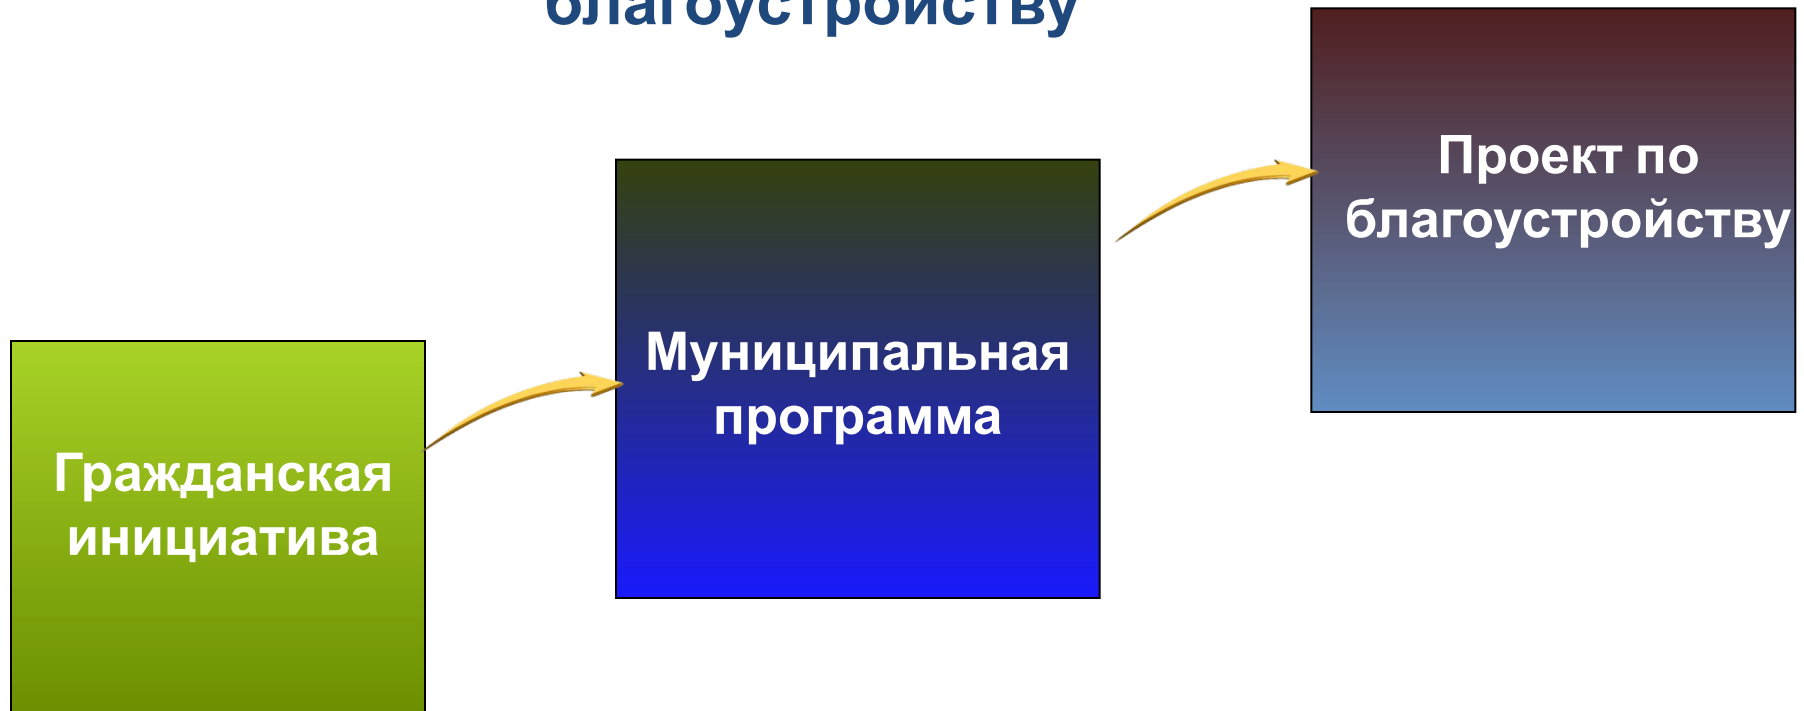 благоустройству
Проект по
благоустройству
Муниципальная
программа
Гражданская
инициатива